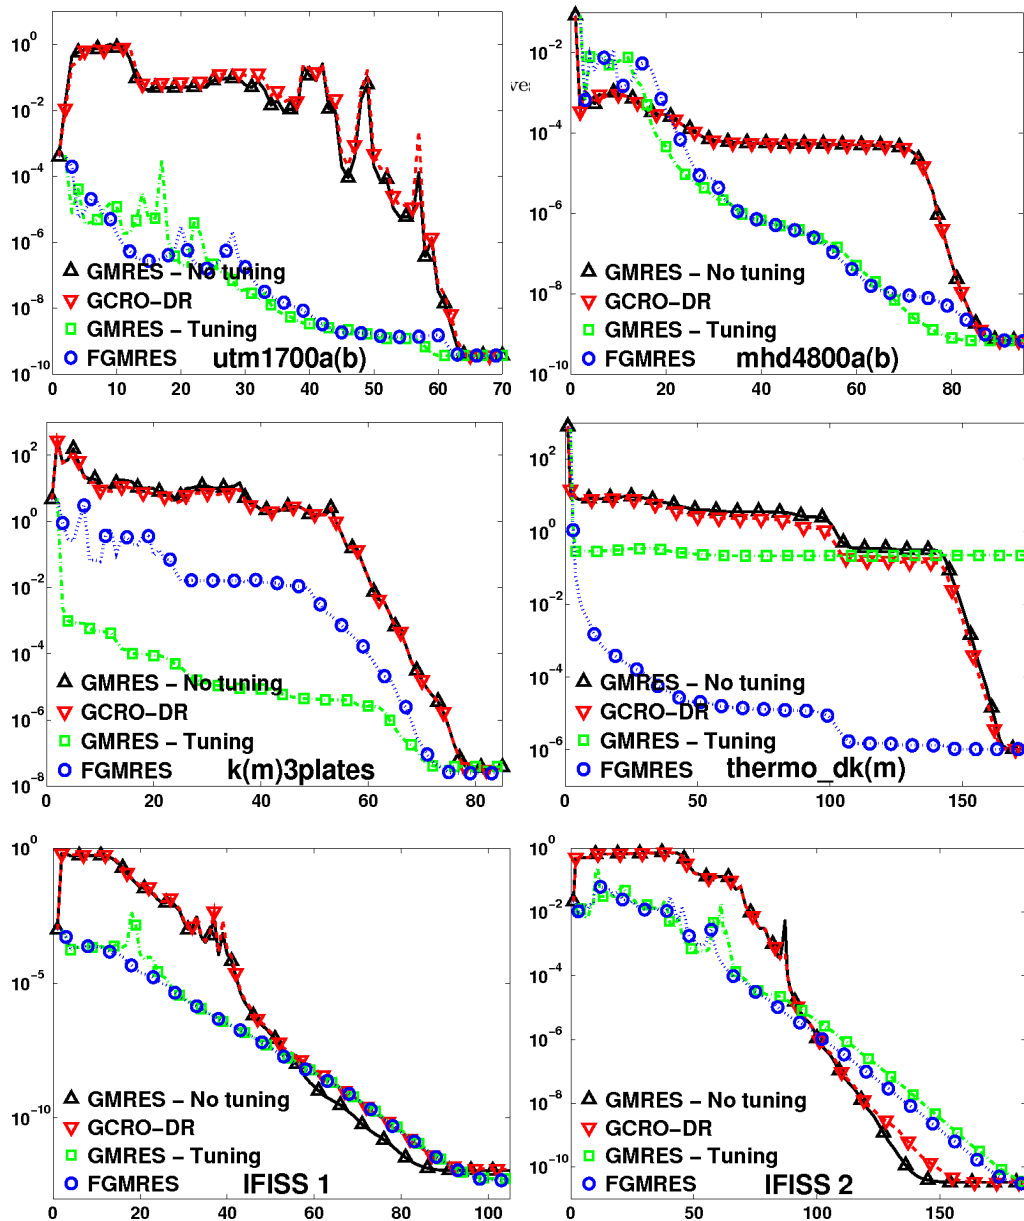 10^0
10^-2
10^-4
10^-6
10^-8
10^-10
GMRES – No tuning
GCRO–DR
GMRES – Tuning
FGMRES
utm1700a(b)
0 10 20 30 40 50 60 70
10^-2
ve
10^-4
10^-6
10^-8
10^-10
GMRES – No tuning
GCRO–DR
GMRES – Tuning
FGMRES
mhd4800a(b)
0 20 40 60 80
10^2
10^0
10^-2
10^-4
10^-6
10^-8
GMRES – No tuning
GCRO–DR
GMRES – Tuning
FGMRES
k(m)3plates
0 20 40 60 80
10^2
10^0
10^-2
10^-4
10^-6
GMRES – No tuning
GCRO–DR
GMRES – Tuning
FGMRES
thermo_dk(m)
0 50 100 150
10^0
10^-5
10^-10
GMRES – No tuning
GCRO–DR
GMRES – Tuning
FGMRES
IFISS 1
0 20 40 60 80 100
10^0
10^-2
10^-4
10^-6
10^-8
10^-10
GMRES – No tuning
GCRO–DR
GMRES – Tuning
FGMRES
IFISS 2
0 50 100 150